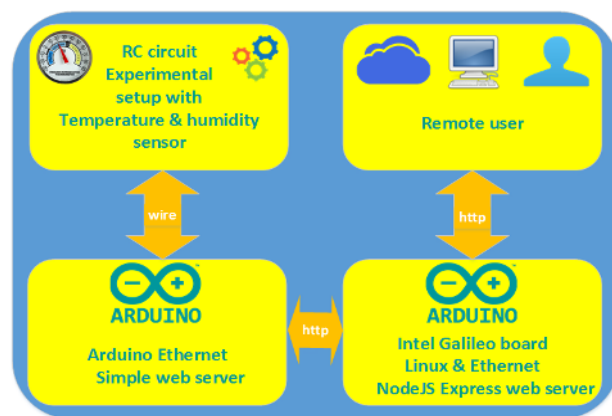 RC circuit
Experimental
setup with
Temperature & humidity
sensor
Remote user
wire
http
ARDUINO
Arduino Ethernet
Simple web server
http
ARDUINO
Intel Galileo board
Linux & Ethernet
NodeJS Express web server